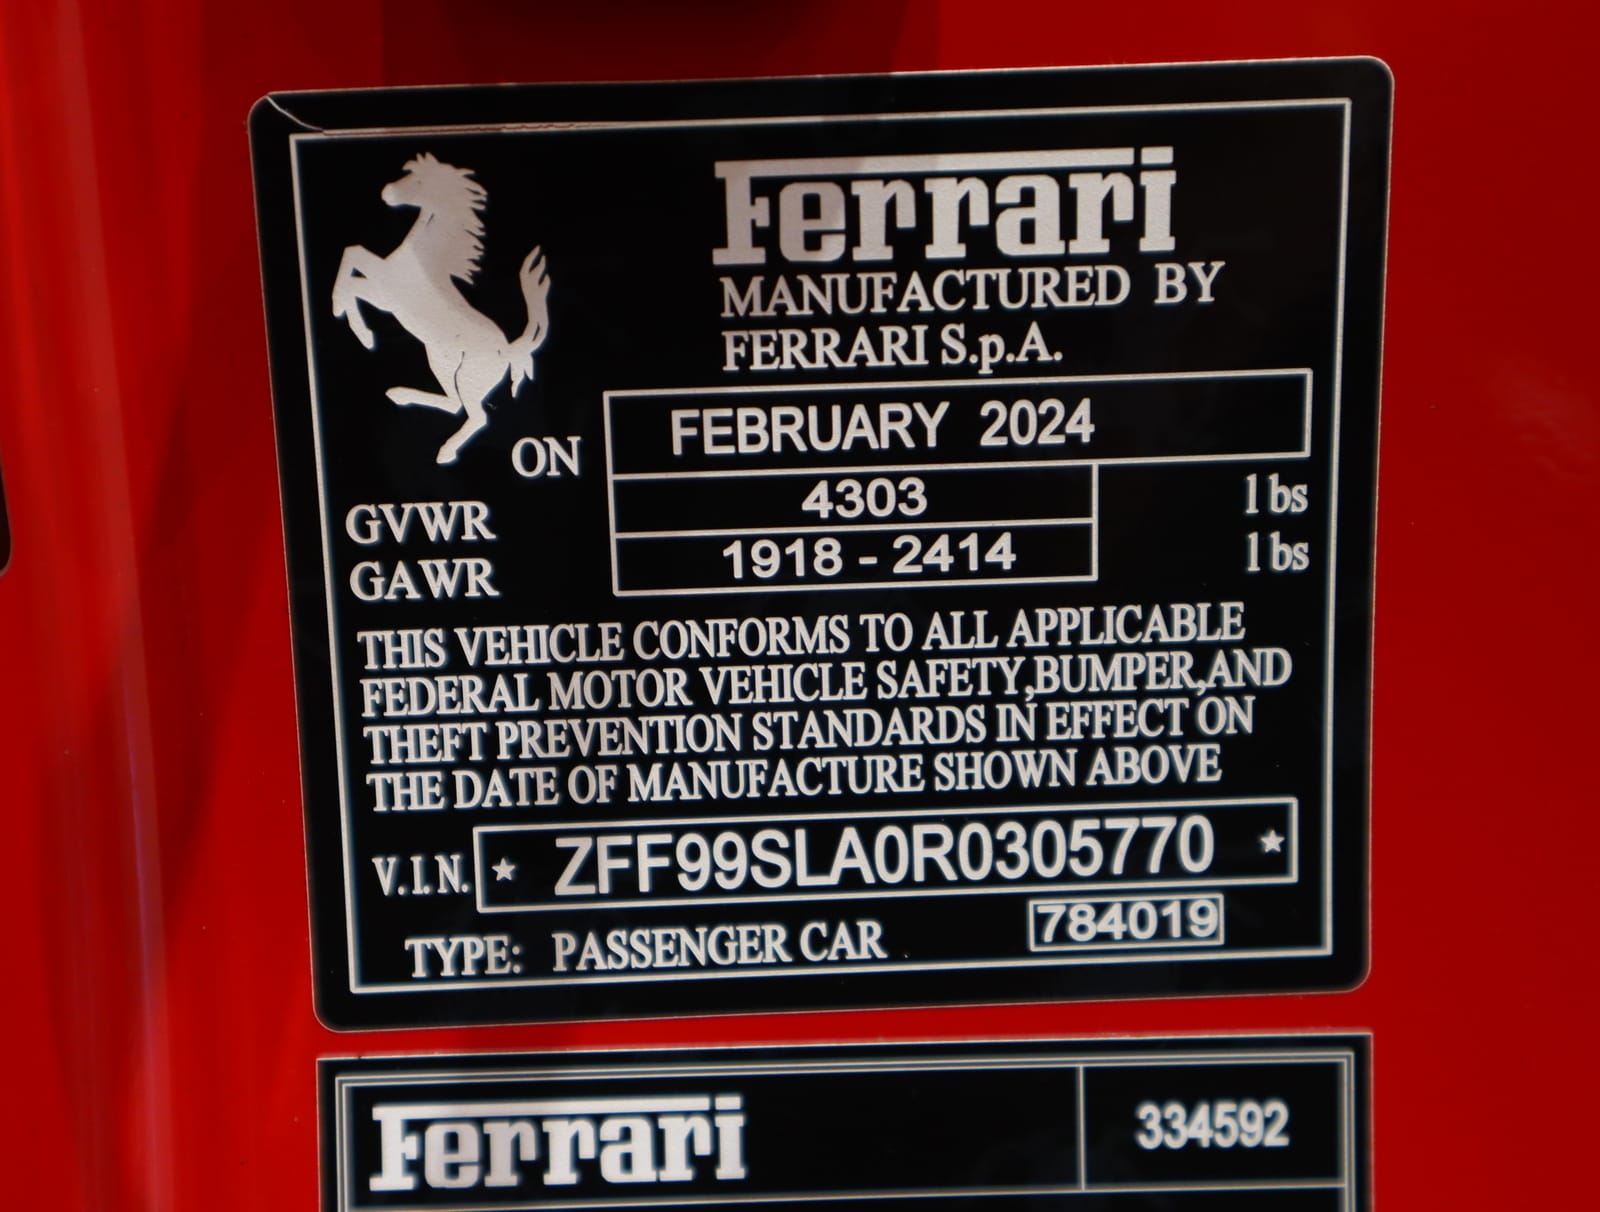 Ferrari
MANUFACTURED BY
FERRARI S.p.A.
ON FEBRUARY 2024
GVWR 4303 lbs
GAWR 1918 - 2414 lbs
THIS VEHICLE CONFORMS TO ALL APPLICABLE
FEDERAL MOTOR VEHICLE SAFETY,BUMPER,AND
THEFT PREVENTION STANDARDS IN EFFECT ON
THE DATE OF MANUFACTURE SHOWN ABOVE
V.I.N. ★ ZFF99SLA0R0305770 ★
TYPE: PASSENGER CAR 784019
Ferrari 334592